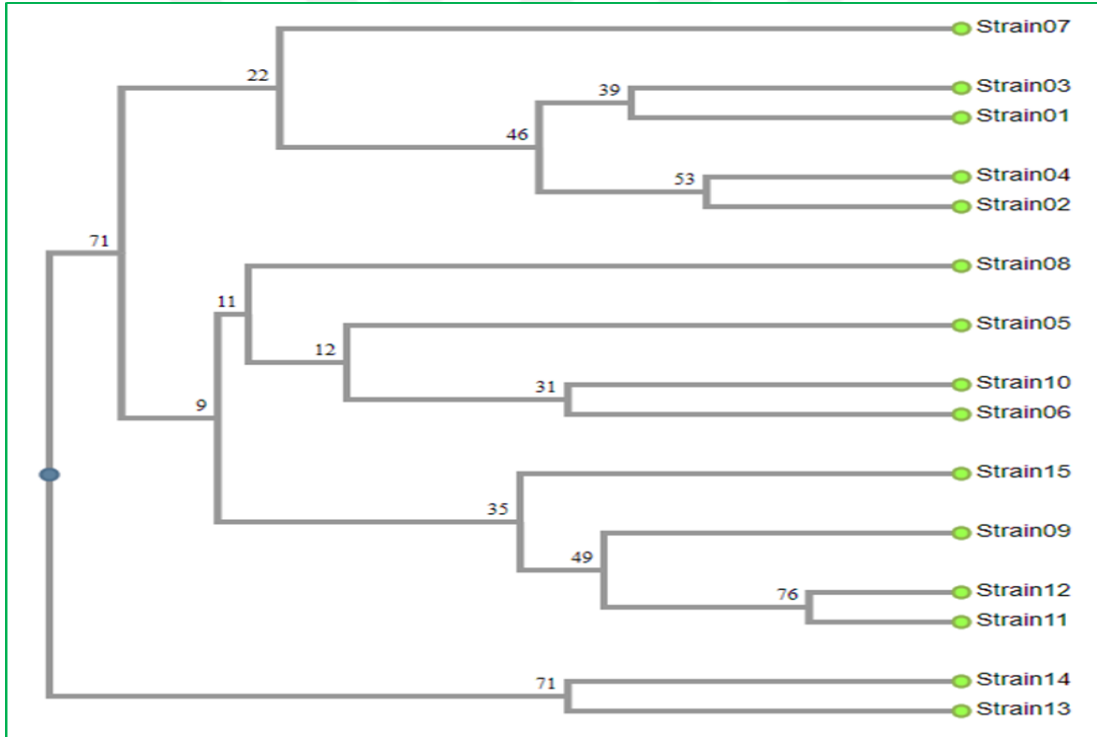 Strain07
22
39
Strain03
Strain01
46
53
Strain04
Strain02
71
Strain08
11
Strain05
12
31
Strain10
Strain06
9
Strain15
35
Strain09
49
76
Strain12
Strain11
71
Strain14
Strain13